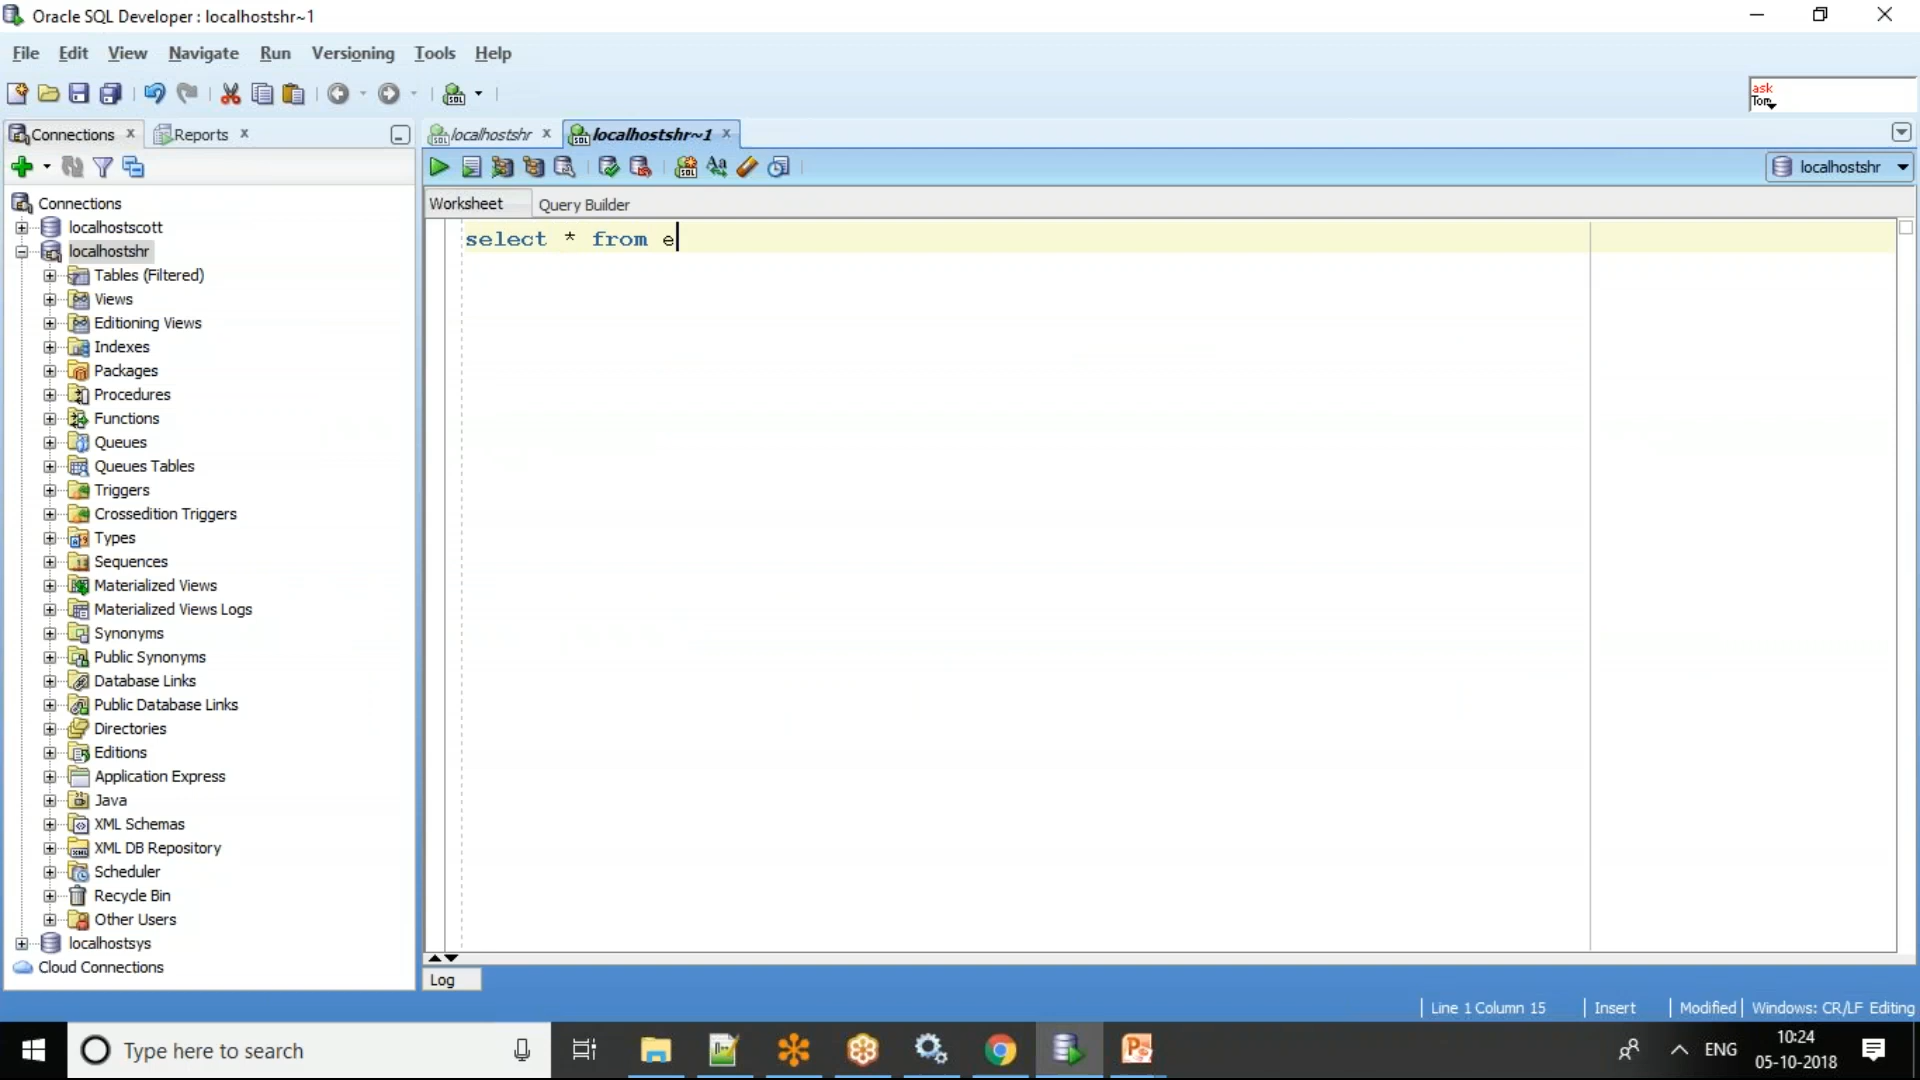 Oracle SQL Developer : localhostshr~1
File Edit View Navigate Run Versioning Tools Help
ask
Tom
Connections
Reports
localhostshr
localhostshr~1
localhostshr
Worksheet
Query Builder
select * from e
Connections
localhostscott
localhostshr
Tables (Filtered)
Views
Editioning Views
Indexes
Packages
Procedures
Functions
Queues
Queues Tables
Triggers
Crossedition Triggers
Types
Sequences
Materialized Views
Materialized Views Logs
Synonyms
Public Synonyms
Database Links
Public Database Links
Directories
Editions
Application Express
Java
XML Schemas
XML DB Repository
Scheduler
Recycle Bin
Other Users
localhostsys
Cloud Connections
Log
Line 1 Column 15
Insert
Modified
Windows: CR/LF Editing
Type here to search
ENG
10:24
05-10-2018